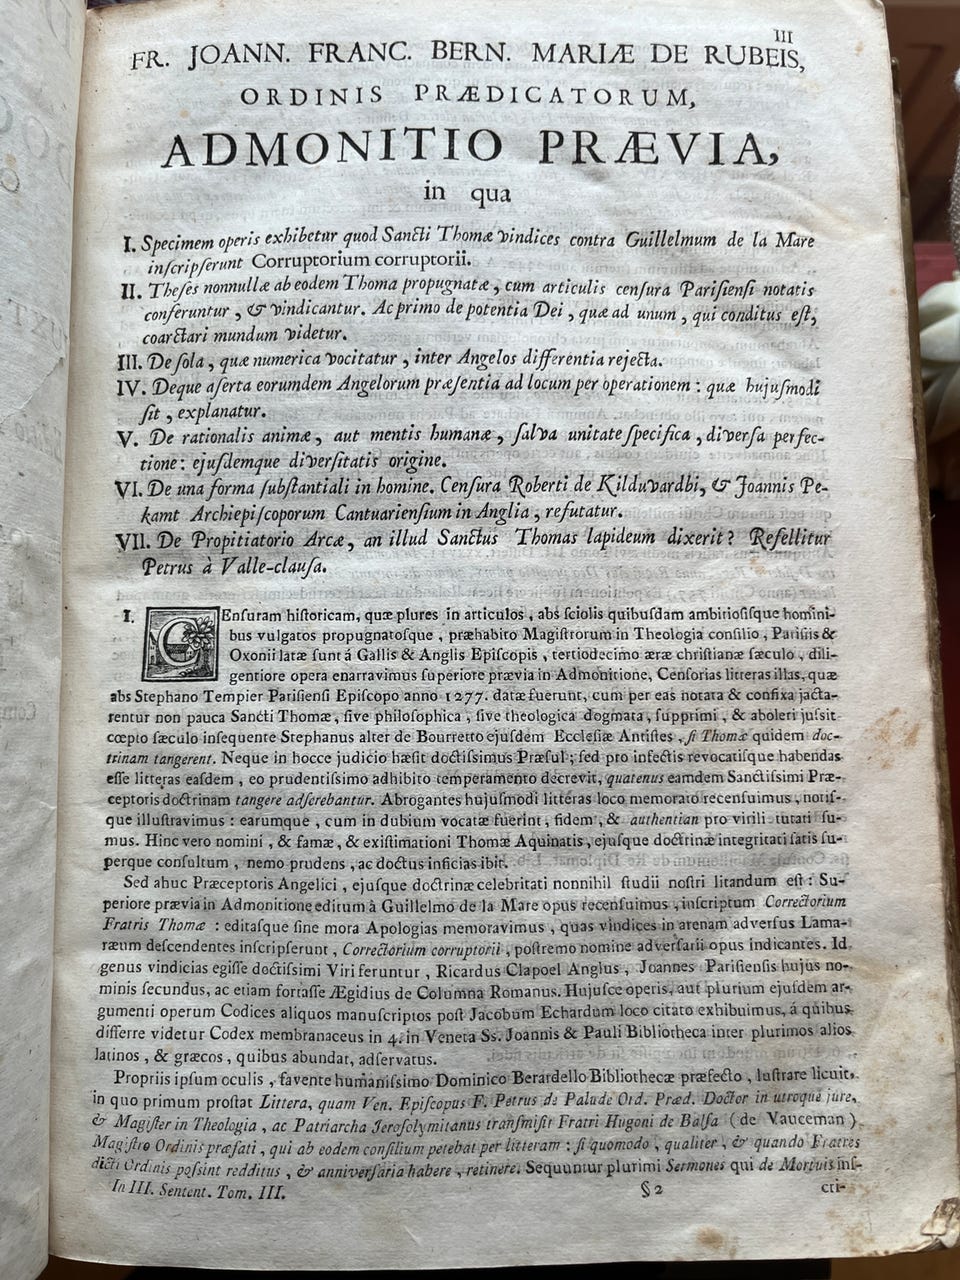 III
FR. JOANN. FRANC. BERN. MARIÆ DE RUBEIS,
ORDINIS PRÆDICATORUM,
ADMONITIO PRÆVIA,
in qua
I. Specimem operis exhibetur quod Sancti Thomæ vindices contra Guillelmum de la Mare
inſcripſerunt Corruptorium corruptorii.
II. Theſes nonnullæ ab eodem Thoma propugnatæ, cum articulis cenſura Pariſienſi notatis
conferuntur, & vindicantur. Ac primo de potentia Dei, quæ ad unum, qui conditus eſt,
coarctari mundum videtur.
III. De ſola, quæ numerica vocitatur, inter Angelos differentia rejecta.
IV. Deque aſerta eorumdem Angelorum præſentia ad locum per operationem: quæ hujuſmodi
ſit, explanatur.
V. De rationalis animæ, aut mentis humanæ, ſalva unitate ſpecifica, diverſa perfec-
tione: ejuſdemque diverſitatis origine.
VI. De una forma ſubſtantiali in homine. Cenſura Roberti de Kilduvardbi, & Joannis Pe-
kamt Archiepiſcoporum Cantuarienſium in Anglia, refutatur.
VII. De Propitiatorio Arcæ, an illud Sanctus Thomas lapideum dixerit? Refellitur
Petrus à Valle-clauſa.
I. CEnſuram hiſtoricam, quæ plures in articulos, abs ſciolis quibuſdam ambitioſiſque homini-
bus vulgatos propugnatoſque, præhabito Magiſtrorum in Theologia conſilio, Pariſiis &
Oxonii latæ ſunt á Gallis & Anglis Epiſcopis, tertiodecimo æræ chriſtianæ ſæculo, dili-
gentiore opera enarravimus ſuperiore prævia in Admonitione, Cenſorias litteras illas, quæ
abs Stephano Tempier Pariſienſi Epiſcopo anno 1277. datæ fuerunt, cum per eas notata & confixa jacta-
rentur non pauca Sancti Thomæ, ſive philoſophica, ſive theologica dogmata, ſupprimi, & aboleri juſsit
cœpto ſæculo inſequente Stephanus alter de Bourretto ejuſdem Eccleſiæ Antiſtes, ſi Thomæ quidem doc-
trinam tangerent. Neque in hocce judicio hæſit doctiſsimus Præſul; ſed pro infectis revocatiſque habendas
eſſe litteras eaſdem, eo prudentiſsimo adhibito temperamento decrevit, quatenus eamdem Sanctiſsimi Præ-
ceptoris doctrinam tangere adſerebantur. Abrogantes hujuſmodi litteras loco memorato recenſuimus, notiſ-
que illuſtravimus: earumque, cum in dubium vocatæ fuerint, fidem, & authentian pro virili tutati ſu-
mus. Hinc vero nomini, & famæ, & exiſtimationi Thomæ Aquinatis, ejuſque doctrinæ integritati ſatis ſu-
perque conſultum, nemo prudens, ac doctus inficias ibit.
Sed ahuc Præceptoris Angelici, ejuſque doctrinæ celebritati nonnihil ſtudii noſtri litandum eſt: Su-
periore prævia in Admonitione editum à Guillelmo de la Mare opus recenſuimus, inſcriptum Correctorium
Fratris Thomæ: editaſque ſine mora Apologias memoravimus, quas vindices in arenam adverſus Lama-
ræum deſcendentes inſcripſerunt, Correctorium corruptorii, poſtremo nomine adverſarii opus indicantes. Id
genus vindicias egiſſe doctiſsimi Viri feruntur, Ricardus Clapoel Anglus, Joannes Pariſienſis hujus no-
minis ſecundus, ac etiam fortaſſe Ægidius de Columna Romanus. Hujuſce operis, aut plurium ejuſdem ar-
gumenti operum Codices aliquos manuſcriptos poſt Jacobum Echardum loco citato exhibuimus, á quibus
differre videtur Codex membranaceus in 4. in Veneta Ss. Joannis & Pauli Bibliotheca inter plurimos alios
latinos, & græcos, quibus abundat, adſervatus.
Propriis ipſum oculis, favente humaniſſimo Dominico Berardello Bibliothecæ præfecto, luſtrare licuit,
in quo primum proſtat Littera, quam Ven. Epiſcopus F. Petrus de Palude Ord. Præd. Doctor in utroque jure,
& Magiſter in Theologia, ac Patriarcha Jeroſolymitanus tranſmiſit Fratri Hugoni de Balſa (de Vauceman)
Magiſtro Ordinis præfati, qui ab eodem conſilium petebat per litteram: ſi quomodo, qualiter, & quando Fratres
dicti Ordinis poſsint redditus, & anniverſaria habere, retinere. Sequuntur plurimi Sermones qui de Mortuis inſ-
In III. Sentent. Tom. III. § 2 cri-